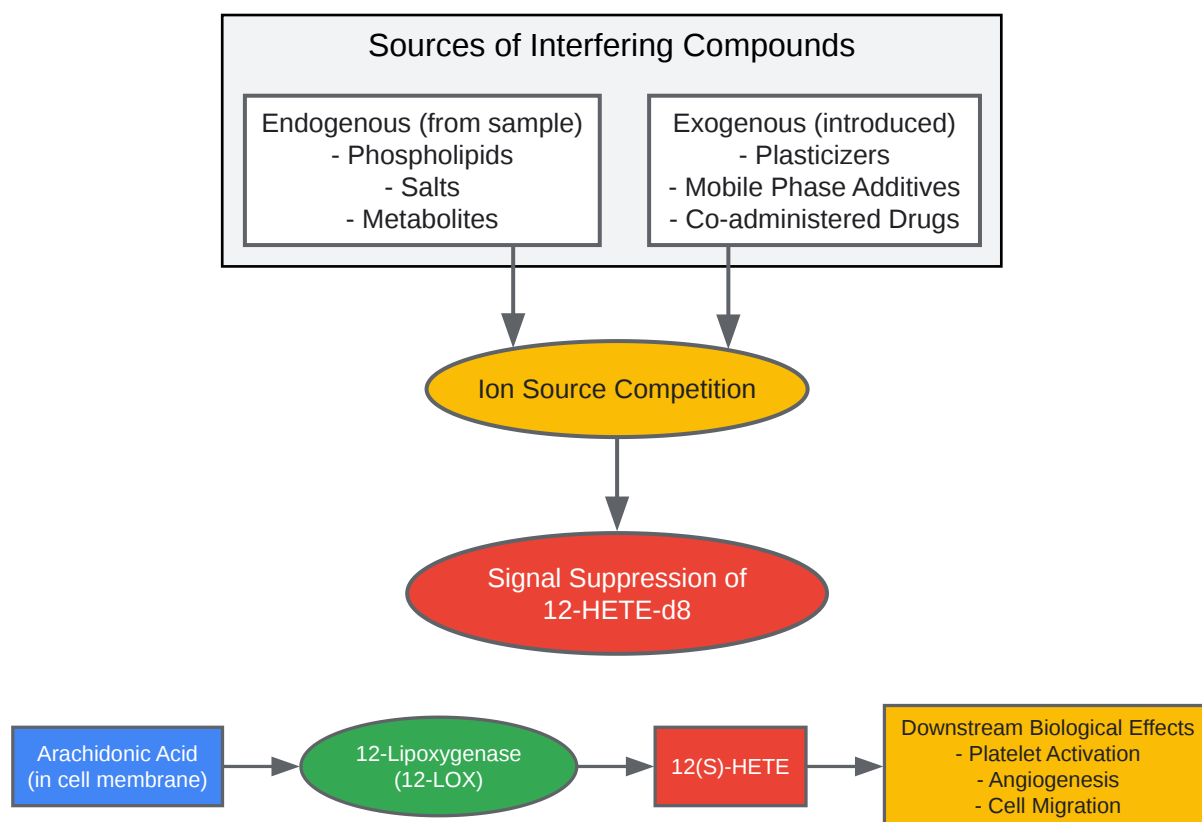 Sources of Interfering Compounds
Endogenous (from sample)
- Phospholipids
- Salts
- Metabolites
Exogenous (introduced)
- Plasticizers
- Mobile Phase Additives
- Co-administered Drugs
Ion Source Competition
Signal Suppression of
12-HETE-d8
Arachidonic Acid
(in cell membrane)
12-Lipoxygenase
(12-LOX)
12(S)-HETE
Downstream Biological Effects
- Platelet Activation
- Angiogenesis
- Cell Migration